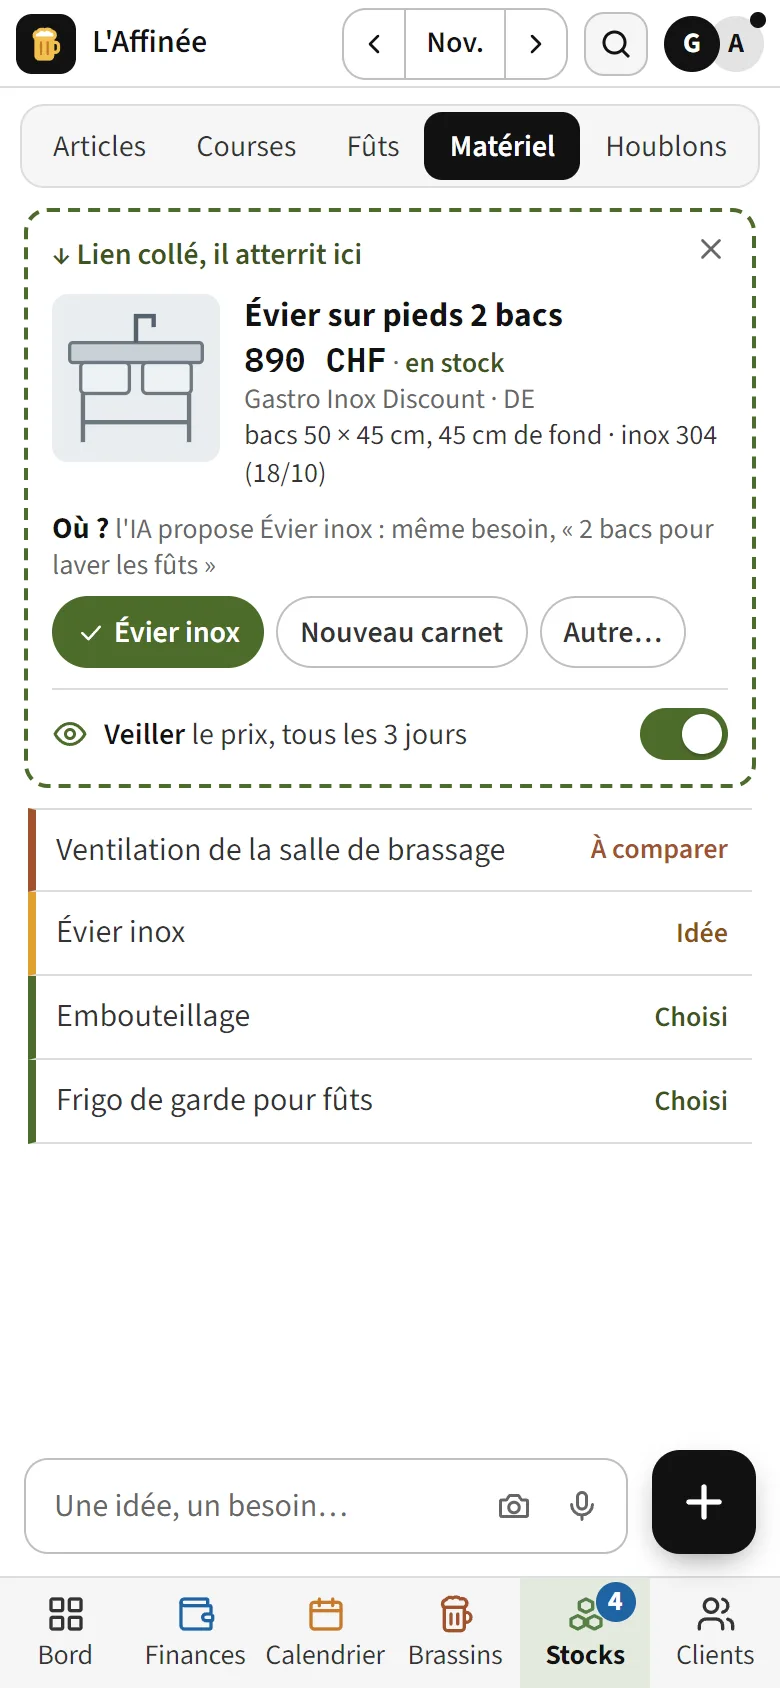 L'Affinée
Nov.
G
A
Articles
Courses
Fûts
Matériel
Houblons
↓ Lien collé, il atterrit ici
Évier sur pieds 2 bacs
890 CHF · en stock
Gastro Inox Discount · DE
bacs 50 × 45 cm, 45 cm de fond · inox 304
(18/10)
Où ? l'IA propose Évier inox : même besoin, « 2 bacs pour
laver les fûts »
Évier inox
Nouveau carnet
Autre…
Veiller le prix, tous les 3 jours
Ventilation de la salle de brassage
À comparer
Évier inox
Idée
Embouteillage
Choisi
Frigo de garde pour fûts
Choisi
Une idée, un besoin…
4
Bord
Finances
Calendrier
Brassins
Stocks
Clients